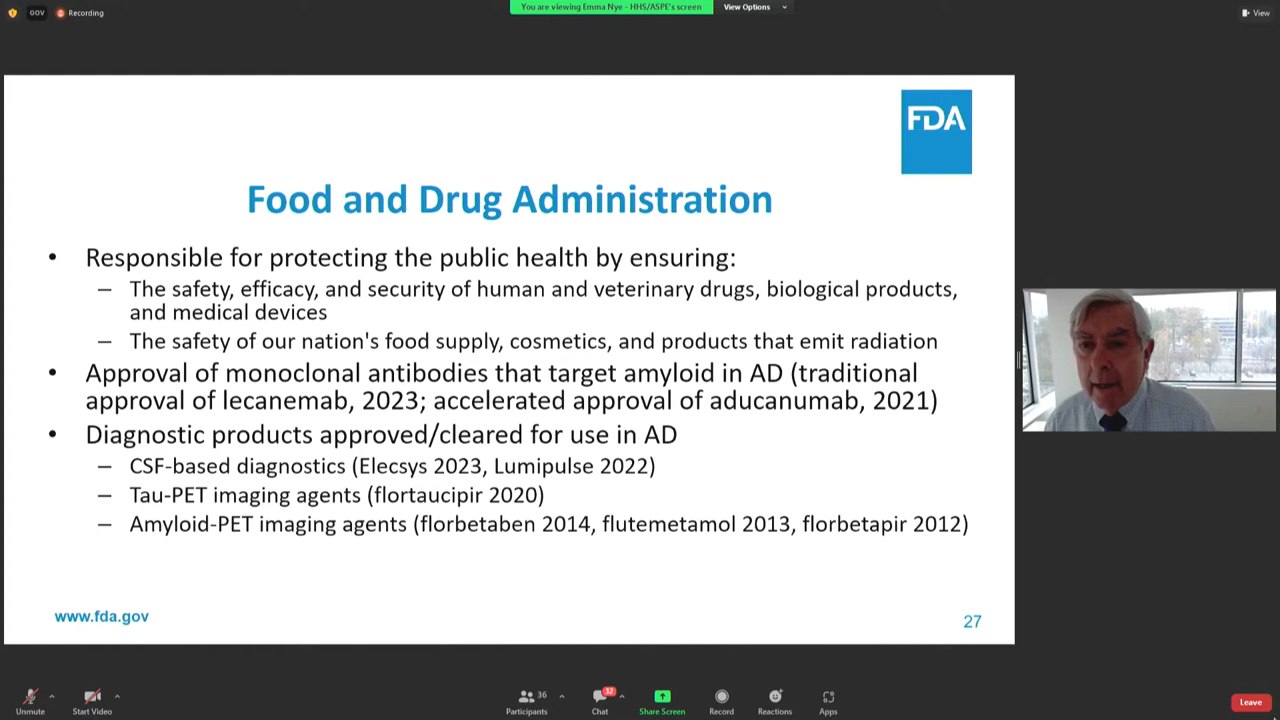 GOV
Recording
You are viewing Emma Nye - HHS/ASPE's screen
View Options
View
FDA
Food and Drug Administration
• Responsible for protecting the public health by ensuring:
– The safety, efficacy, and security of human and veterinary drugs, biological products,
and medical devices
– The safety of our nation's food supply, cosmetics, and products that emit radiation
• Approval of monoclonal antibodies that target amyloid in AD (traditional
approval of lecanemab, 2023; accelerated approval of aducanumab, 2021)
• Diagnostic products approved/cleared for use in AD
– CSF-based diagnostics (Elecsys 2023, Lumipulse 2022)
– Tau-PET imaging agents (flortaucipir 2020)
– Amyloid-PET imaging agents (florbetaben 2014, flutemetamol 2013, florbetapir 2012)
www.fda.gov
27
Unmute
Start Video
36
Participants
32
Chat
Share Screen
Record
Reactions
Apps
Leave